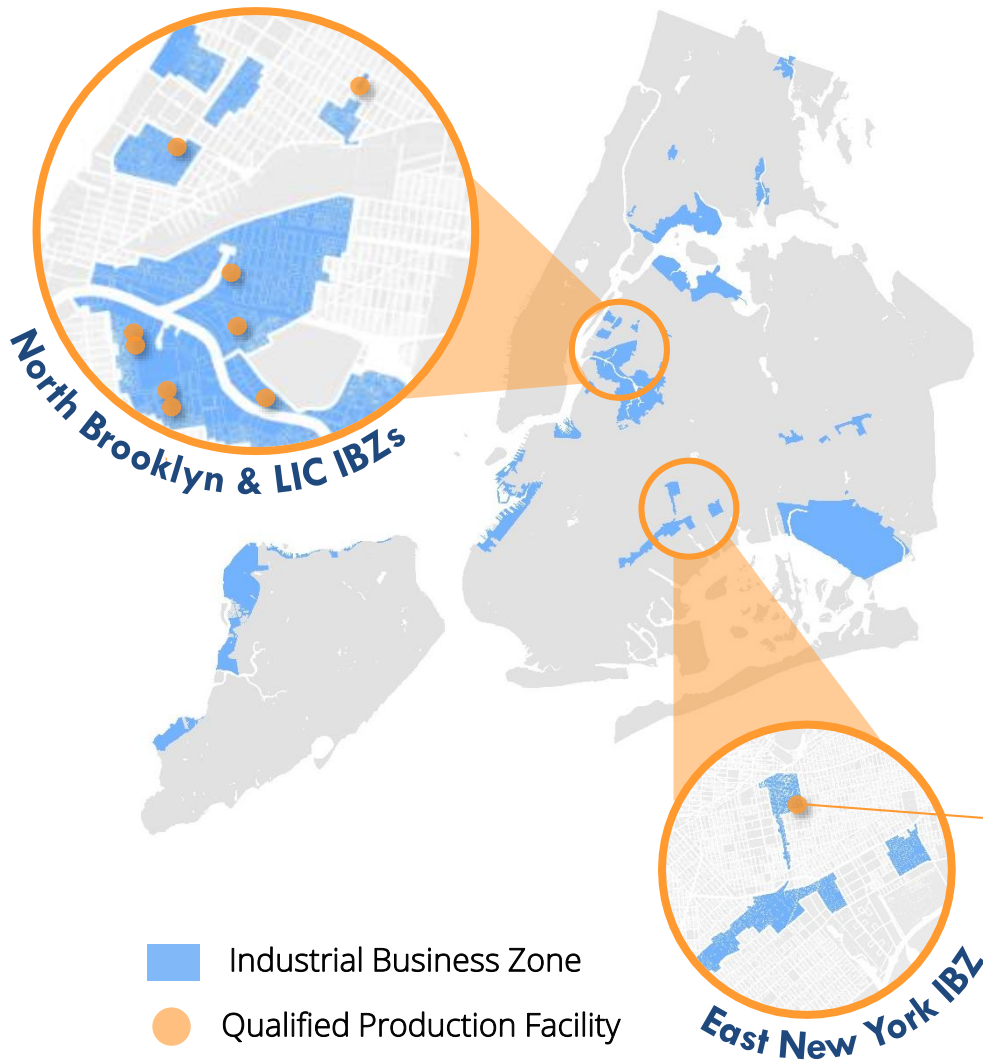 North Brooklyn & LIC IBZs
East New York IBZ
Industrial Business Zone
Qualified Production Facility